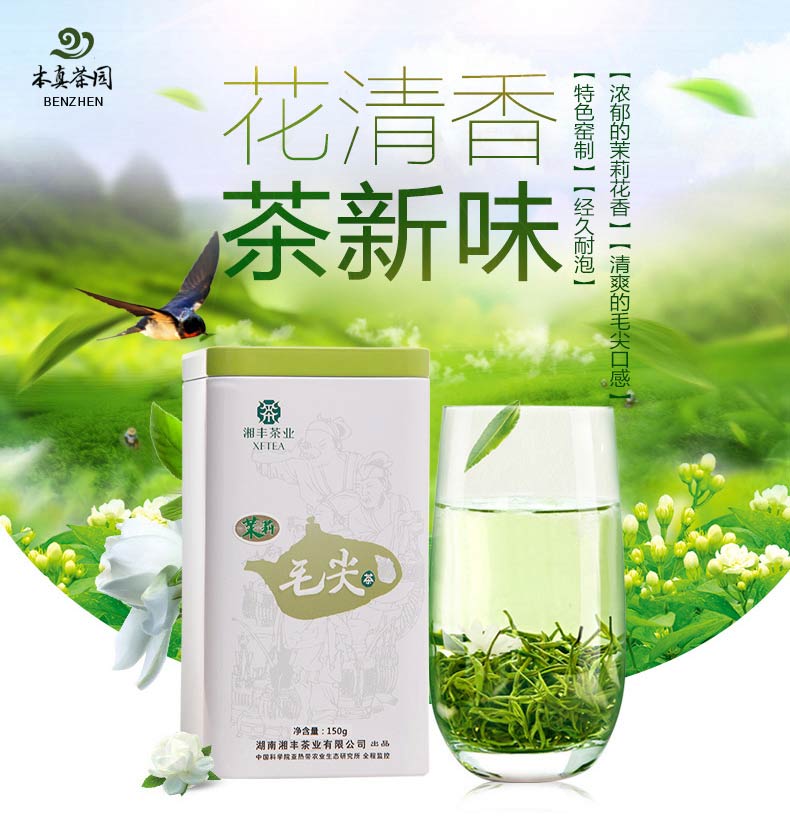 本真茶园
BENZHEN
花清香
茶新味
【浓郁的茉莉花香】【清爽的毛尖口感】
【特色窑制】【经久耐泡】
茶
湘丰茶业
XFTEA
茉莉
毛尖
茶
净含量:150g
湖南湘丰茶业有限公司 出品
中国科学院亚热带农业生态研究所 全程监控